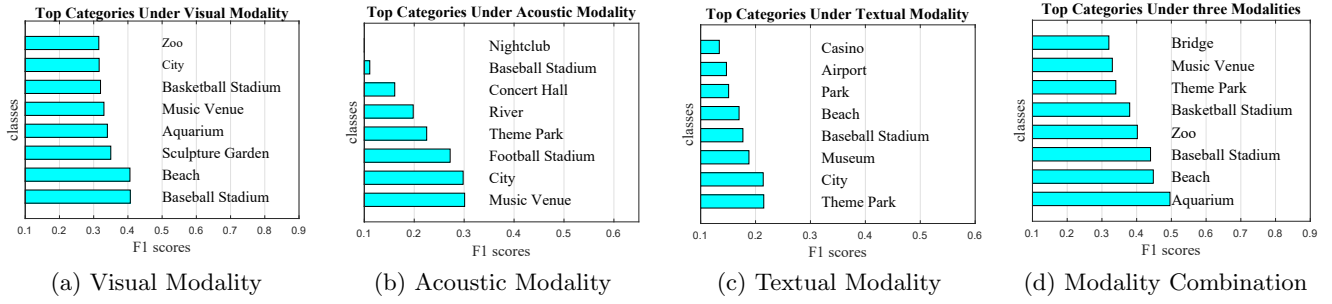 Top Categories Under Visual Modality
Zoo
City
Basketball Stadium
Music Venue
Aquarium
Sculpture Garden
Beach
Baseball Stadium
classes
0.1 0.2 0.3 0.4 0.5 0.6 0.7 0.8 0.9
F1 scores
(a) Visual Modality
Top Categories Under Acoustic Modality
Nightclub
Baseball Stadium
Concert Hall
River
Theme Park
Football Stadium
City
Music Venue
classes
0.1 0.2 0.3 0.4 0.5 0.6
F1 scores
(b) Acoustic Modality
Top Categories Under Textual Modality
Casino
Airport
Park
Beach
Baseball Stadium
Museum
City
Theme Park
classes
0.1 0.2 0.3 0.4 0.5 0.6
F1 scores
(c) Textual Modality
Top Categories Under three Modalities
Bridge
Music Venue
Theme Park
Basketball Stadium
Zoo
Baseball Stadium
Beach
Aquarium
classes
0.1 0.2 0.3 0.4 0.5 0.6 0.7 0.8 0.9
F1 scores
(d) Modality Combination